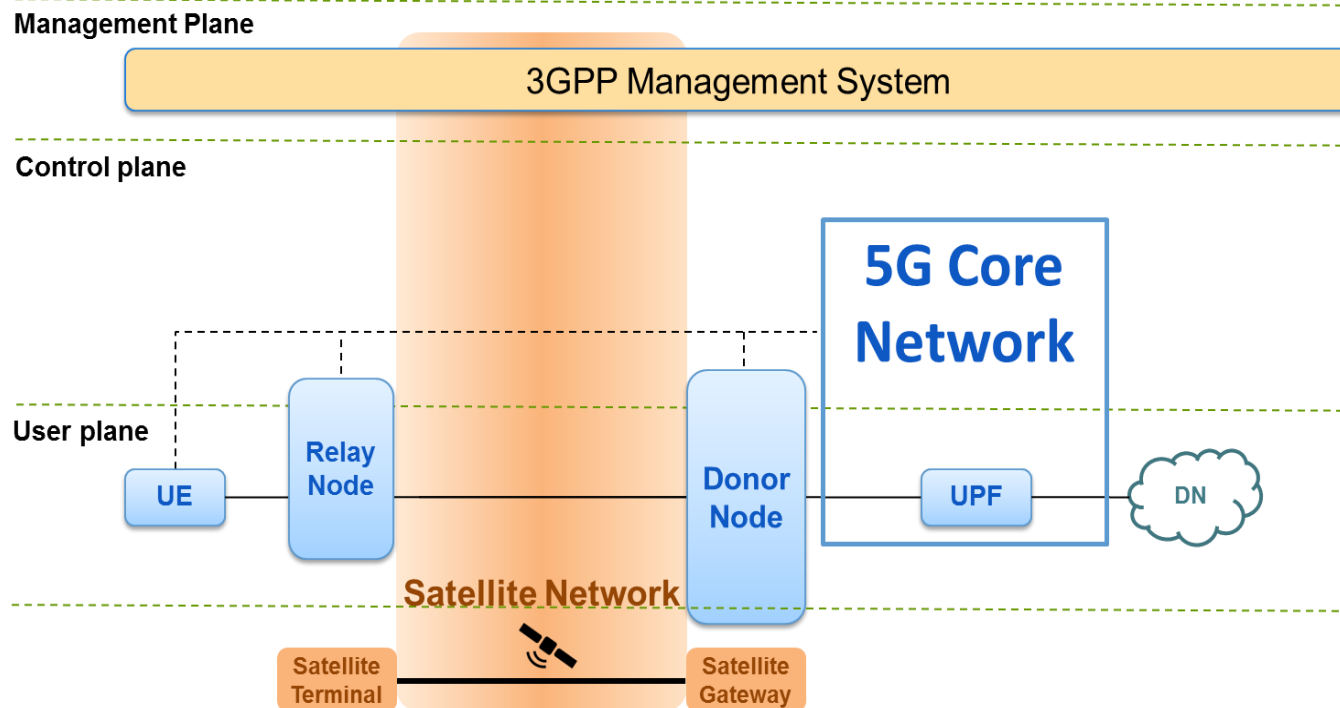 Management Plane
3GPP Management System
Control plane
5G Core
Network
User plane
Relay
Node
UE
Donor
Node
UPF
DN
Satellite Network
Satellite
Terminal
Satellite
Gateway